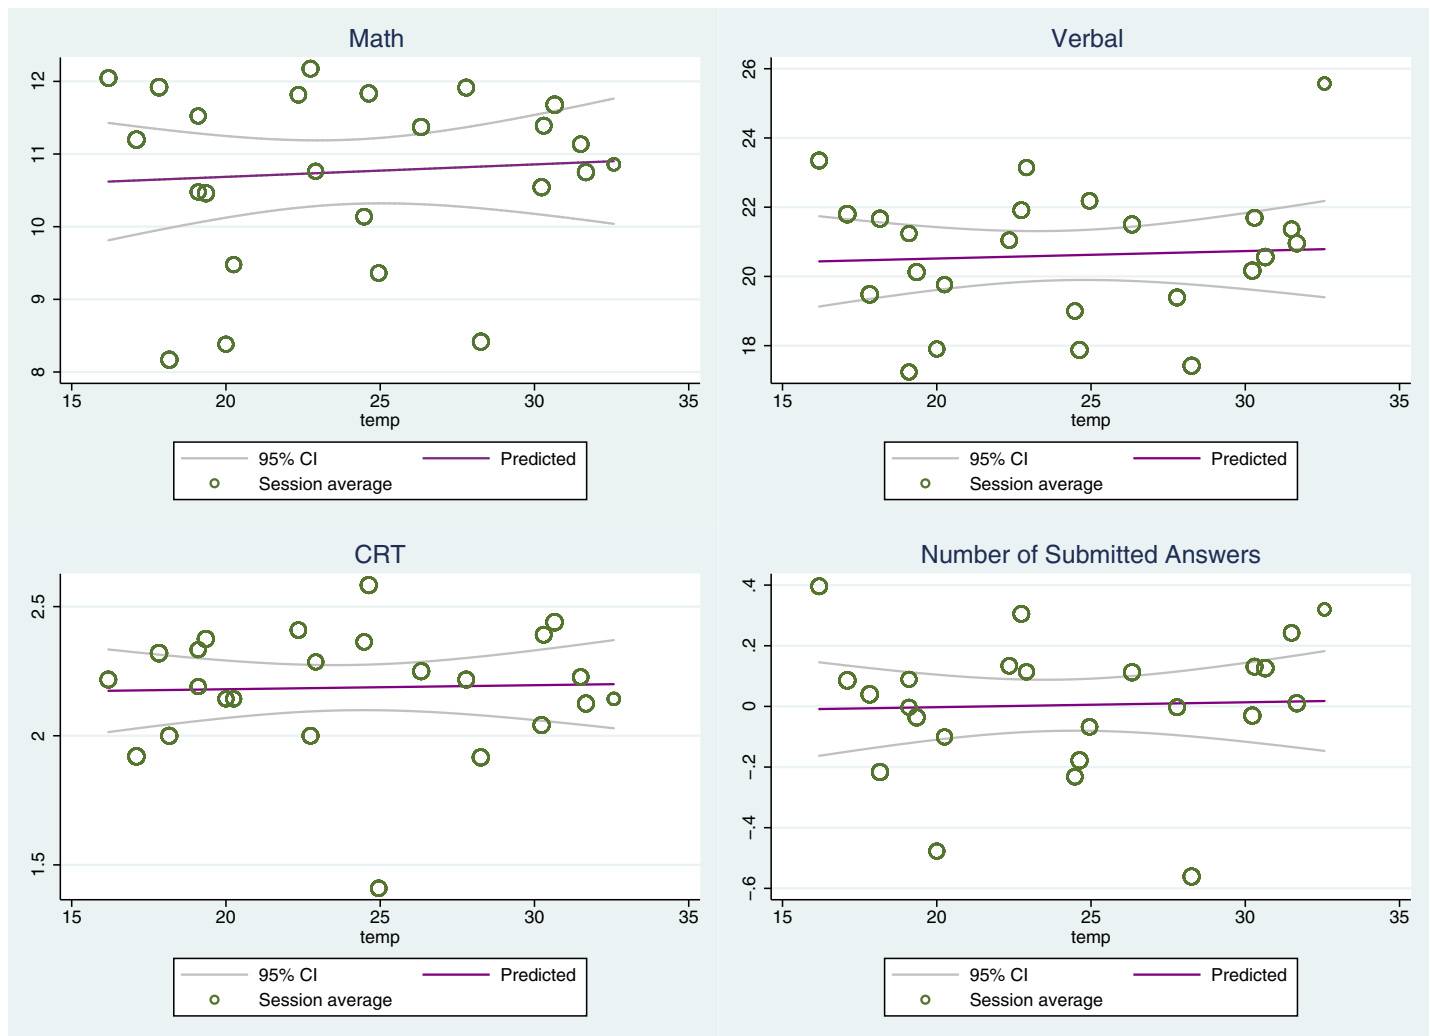 Math
12
11
10
9
8
15 20 25 30 35
temp
95% CI Predicted
Session average
Verbal
26
24
22
20
18
15 20 25 30 35
temp
95% CI Predicted
Session average
CRT
2.5
2
1.5
15 20 25 30 35
temp
95% CI Predicted
Session average
Number of Submitted Answers
.4
.2
0
-.2
-.4
-.6
15 20 25 30 35
temp
95% CI Predicted
Session average